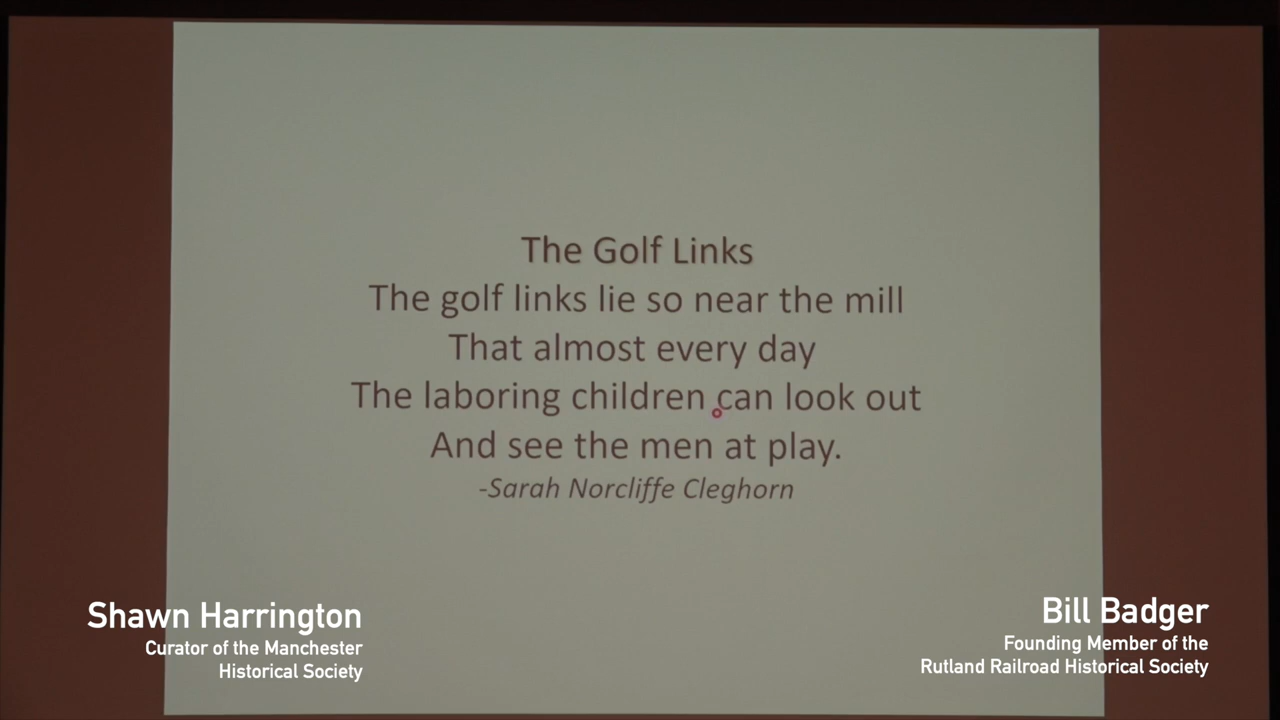 The Golf Links
The golf links lie so near the mill
That almost every day
The laboring children can look out
And see the men at play.
-Sarah Norcliffe Cleghorn
Shawn Harrington
Curator of the Manchester
Historical Society
Bill Badger
Founding Member of the
Rutland Railroad Historical Society